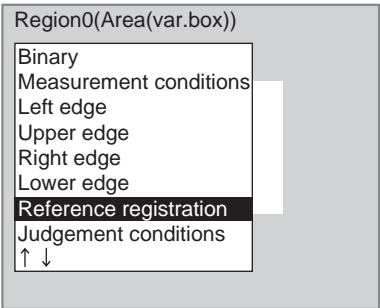 Region0(Area(var.box))
Binary
Measurement conditions
Left edge
Upper edge
Right edge
Lower edge
Reference registration
Judgement conditions
↑ ↓